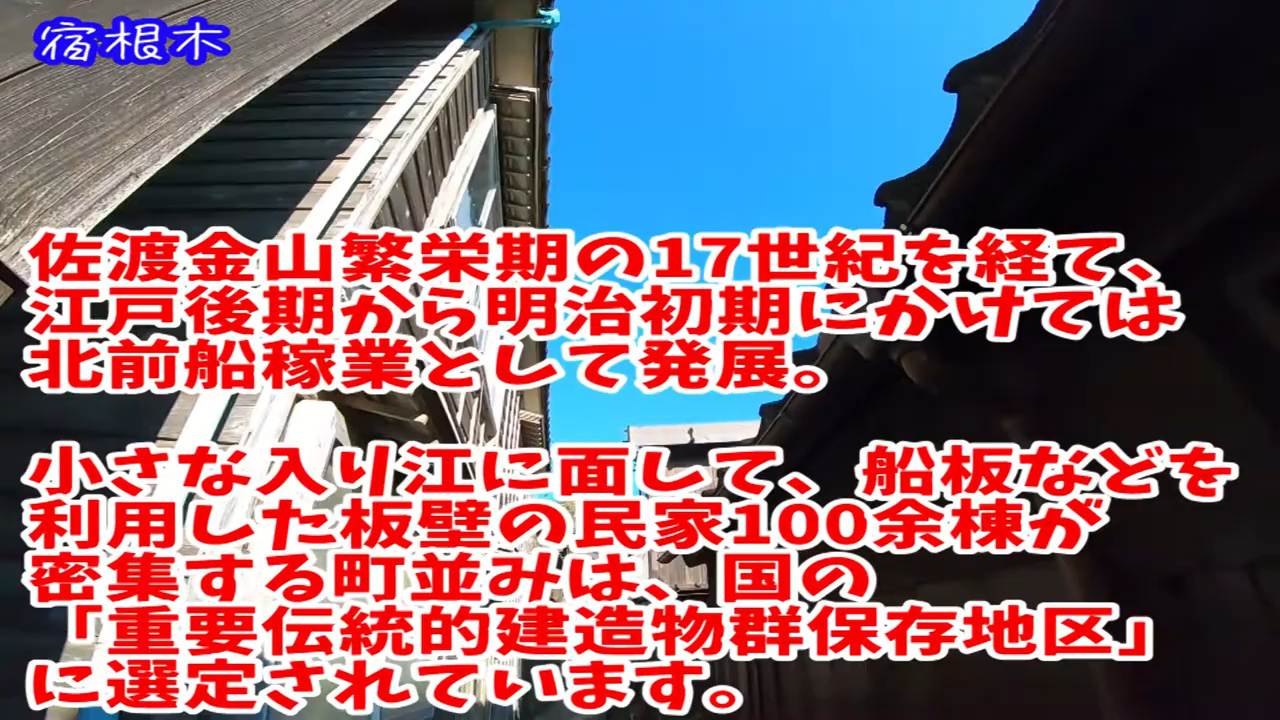 宿根木
佐渡金山繁栄期の17世紀を経て、
江戸後期から明治初期にかけては
北前船稼業として発展。
小さな入り江に面して、船板などを
利用した板壁の民家100余棟が
密集する町並みは、国の
「重要伝統的建造物群保存地区」
に選定されています。